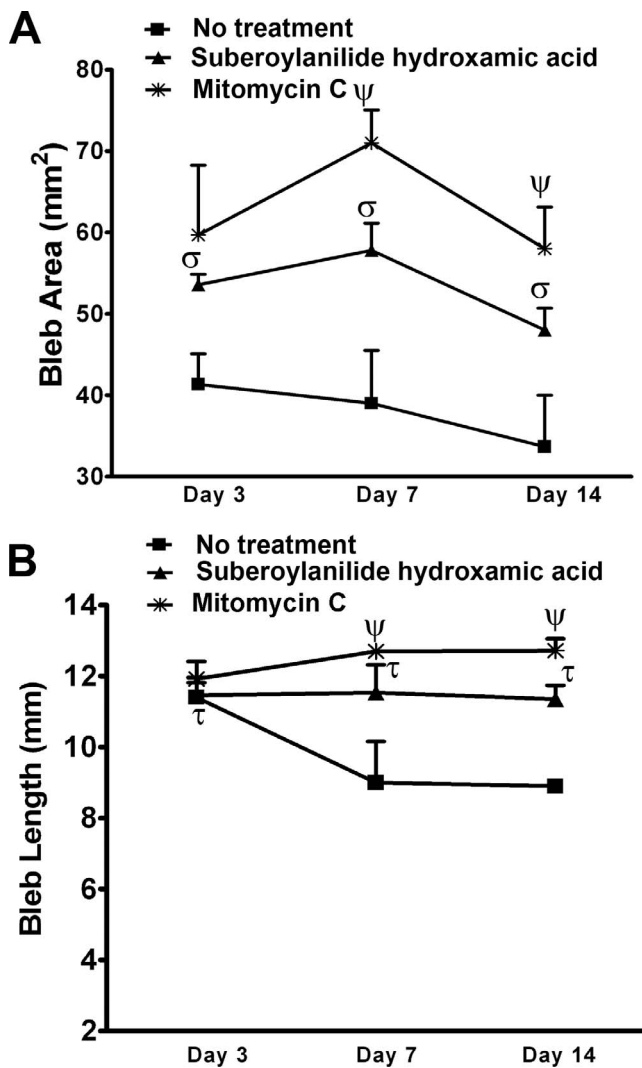 A
No treatment
Suberoylanilide hydroxamic acid
Mitomycin C
ψ
80
70
60
50
40
30
Bleb Area (mm²)
ψ
σ
σ
σ
Day 3 Day 7 Day 14
B
No treatment
Suberoylanilide hydroxamic acid
Mitomycin C
14
12
10
8
6
4
2
Bleb Length (mm)
ψ ψ
τ τ
τ
Day 3 Day 7 Day 14